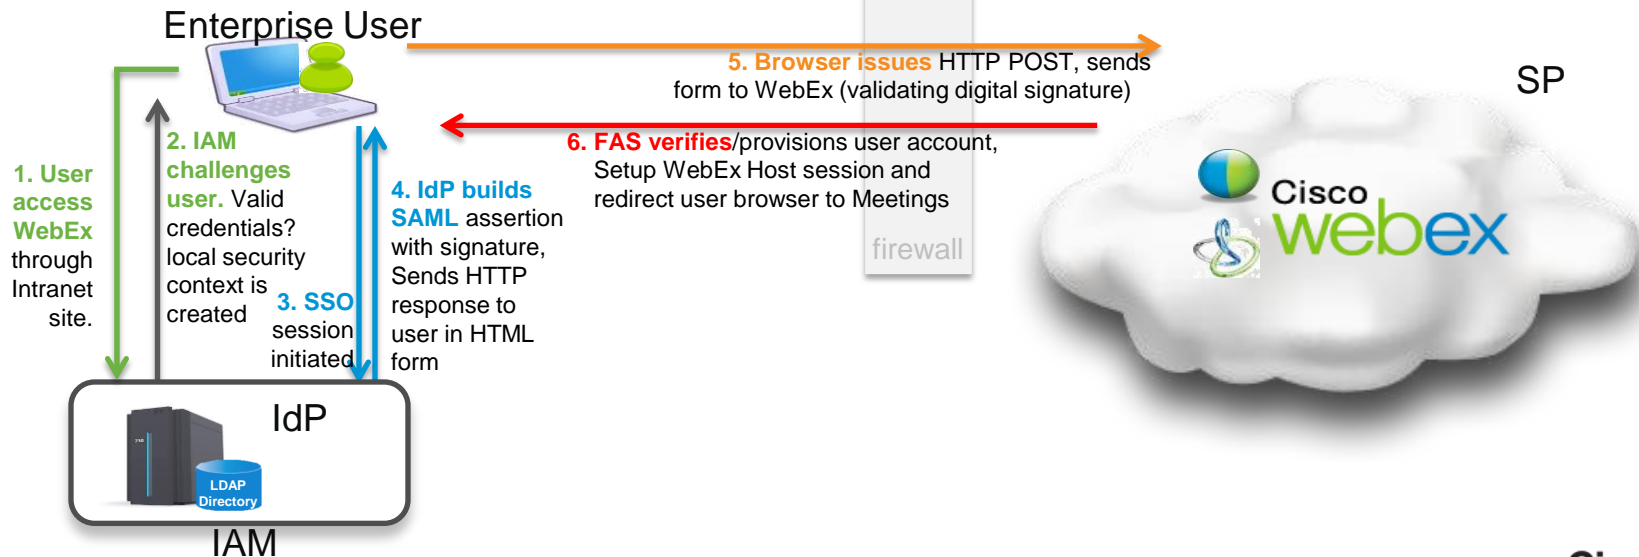 Enterprise User
5. Browser issues HTTP POST, sends
form to WebEx (validating digital signature)
SP
6. FAS verifies/provisions user account,
Setup WebEx Host session and
redirect user browser to Meetings
firewall
Cisco
webex
1. User
access
WebEx
through
Intranet
site.
2. IAM
challenges
user. Valid
credentials?
local security
context is
created
3. SSO
session
initiated
4. IdP builds
SAML assertion
with signature,
Sends HTTP
response to
user in HTML
form
IdP
LDAP
Directory
IAM